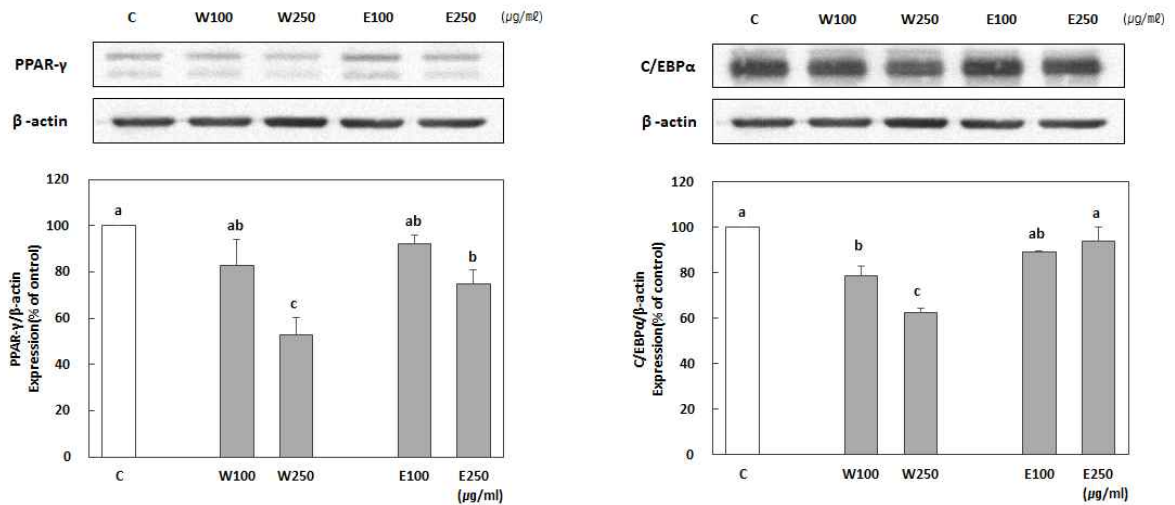 C W100 W250 E100 E250 (μg/㎖)
PPAR-γ
β -actin
120
100
80
60
40
20
0
PPAR-γ/β-actin
Expression(% of ontrol)
a
ab
c
ab
b
C W100 W250 E100 E250
(μg/ml)
C W100 W250 E100 E250 (μg/㎖)
C/EBPα
β -actin
120
100
80
60
40
20
0
C/EBPα/β-actin
Expression(% of control)
a
b
c
ab
a
C W100 W250 E100 E250
(μg/ml)